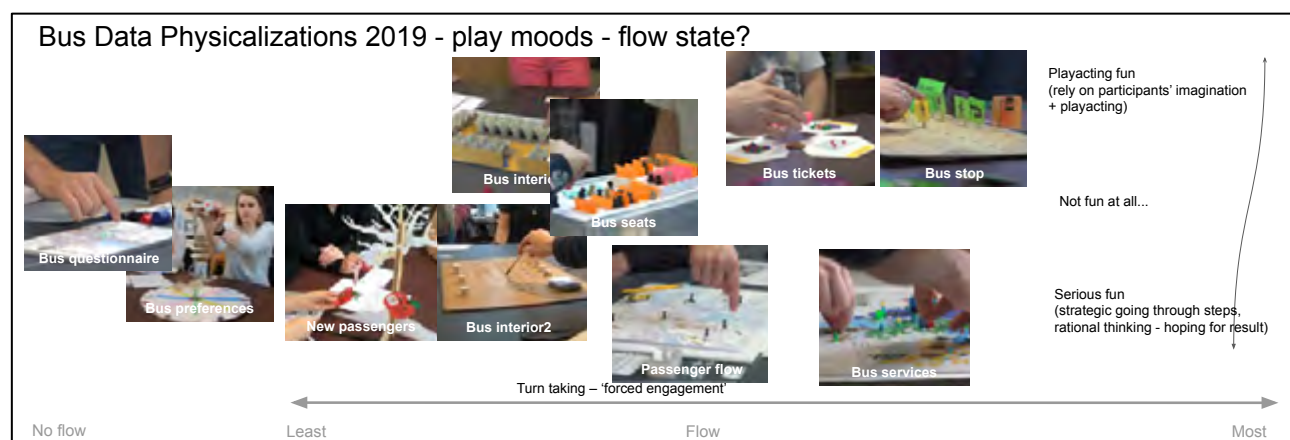 Bus Data Physicalizations 2019 - play moods - flow state?
Playacting fun
(rely on participants' imagination
+ playacting)
Bus interio
Bus tickets
Bus stop
Not fun at all...
Bus seats
Bus questionnaire
Bus preferences
New passengers
Bus interior2
Serious fun
(strategic going through steps,
rational thinking - hoping for result)
Passenger flow
Bus services
Turn taking – 'forced engagement'
No flow
Least
Flow
Most